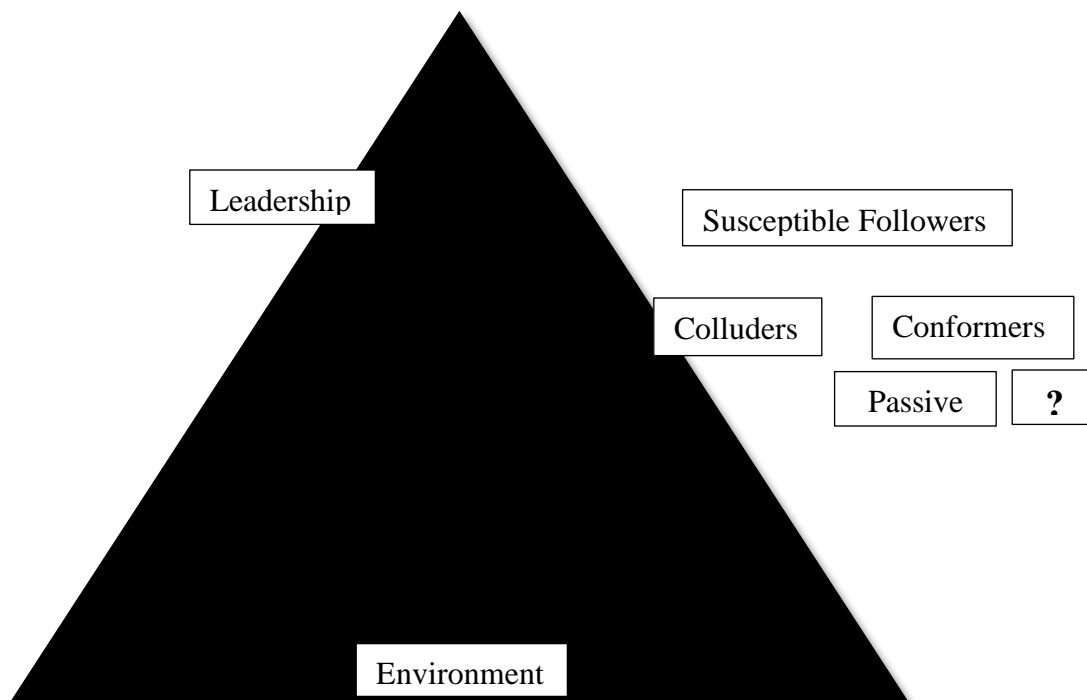 Leadership
Susceptible Followers
Colluders
Conformers
Passive
?
Environment